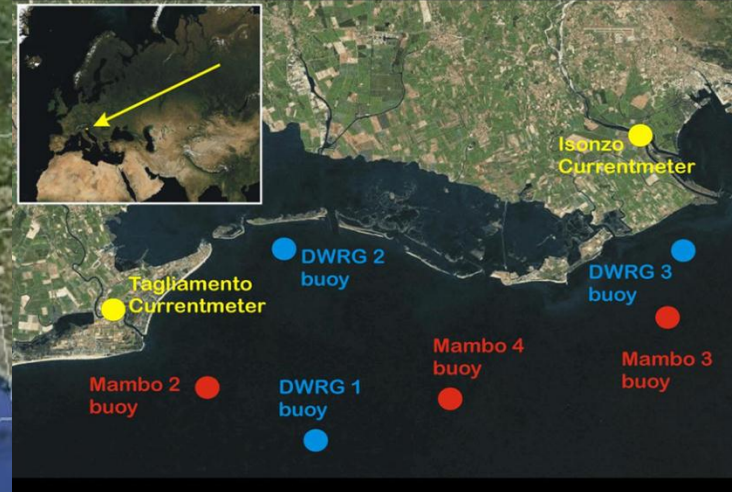 Isonzo
Currentmeter
DWRG 2
buoy
DWRG 3
buoy
Tagliamento
Currentmeter
Mambo 4
buoy
Mambo 3
buoy
Mambo 2
buoy
DWRG 1
buoy